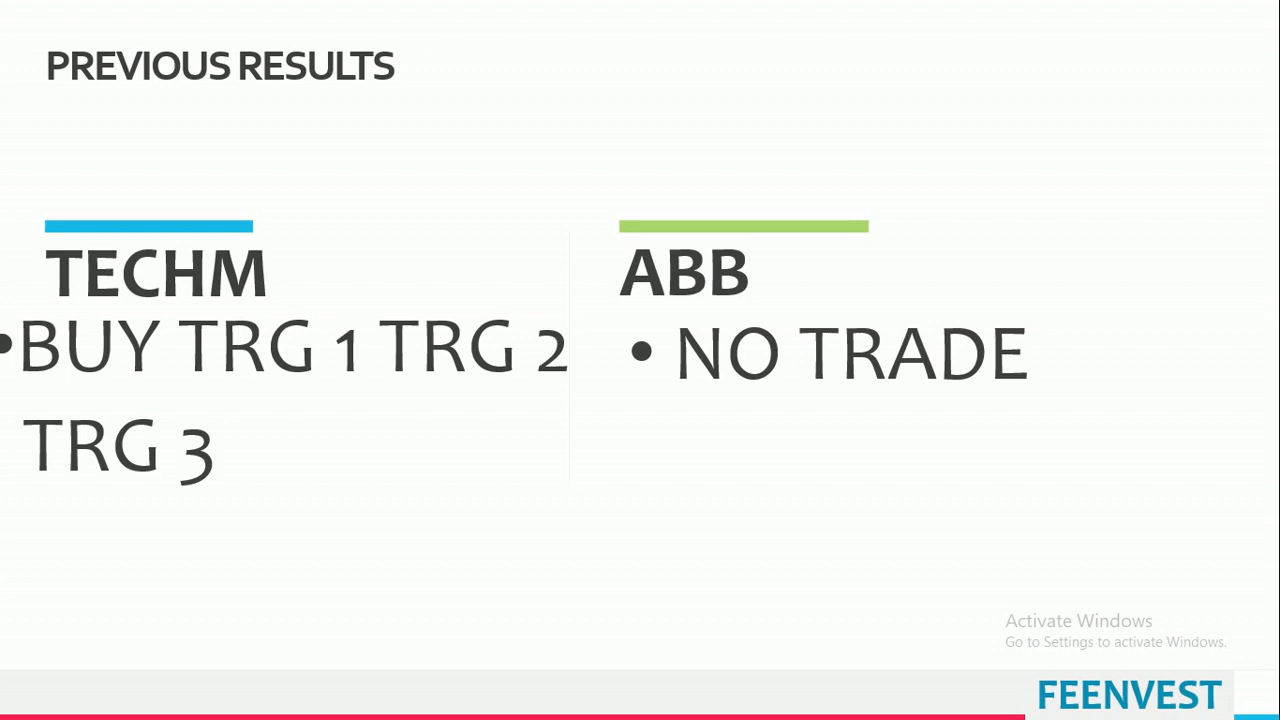 PREVIOUS RESULTS
TECHM
•BUY TRG 1 TRG 2
TRG 3
ABB
• NO TRADE
Activate Windows
Go to Settings to activate Windows.
FEENVEST